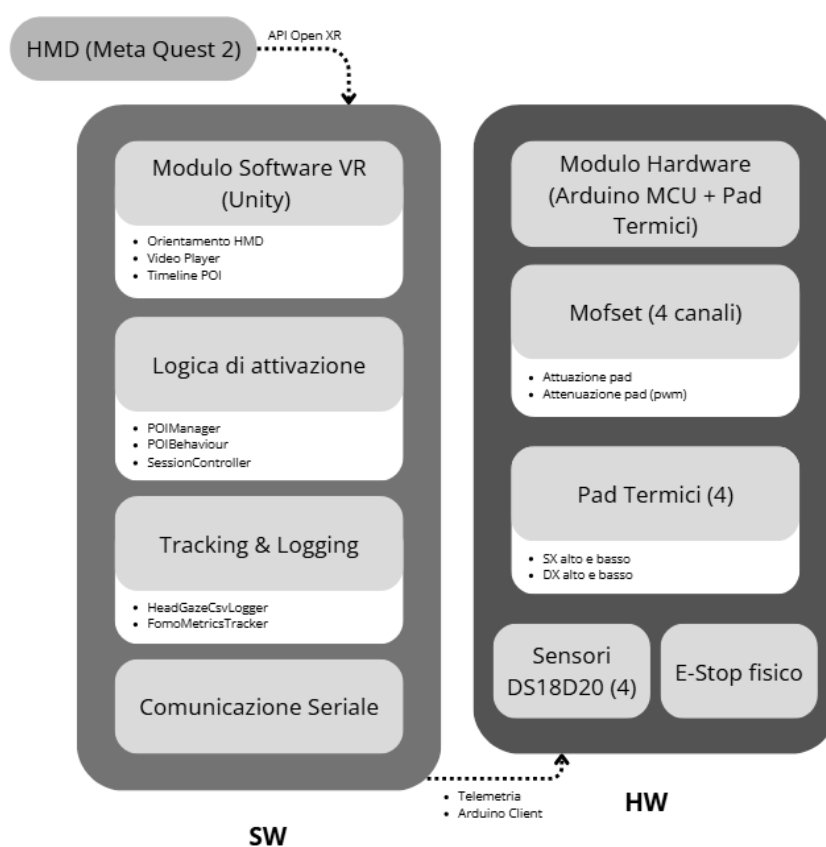 HMD (Meta Quest 2)
API Open XR
Modulo Software VR
(Unity)
• Orientamento HMD
• Video Player
• Timeline POI
Logica di attivazione
• POIManager
• POIBehaviour
• SessionController
Tracking & Logging
• HeadGazeCsvLogger
• FomoMetricsTracker
Comunicazione Seriale
SW
• Telemetria
• Arduino Client
Modulo Hardware
(Arduino MCU + Pad
Termici)
Mofset (4 canali)
• Attuazione pad
• Attenuazione pad (pwm)
Pad Termici (4)
• SX alto e basso
• DX alto e basso
Sensori
DS18D20 (4)
E-Stop fisico
HW